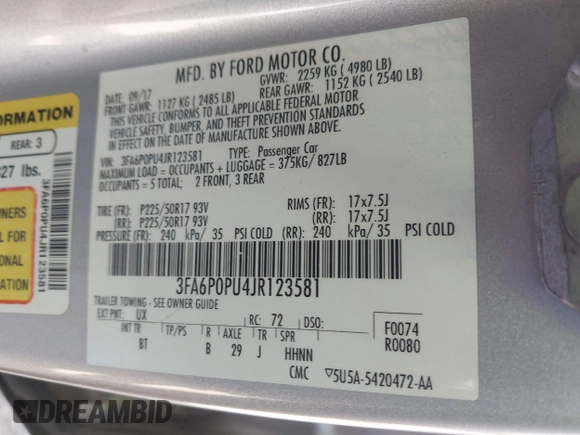 MFD. BY FORD MOTOR CO.
DATE: 09/17
GVWR: 2259 KG ( 4980 LB)
FRONT GAWR: 1127 KG ( 2485 LB)
REAR GAWR: 1152 KG ( 2540 LB)
THIS VEHICLE CONFORMS TO ALL APPLICABLE FEDERAL MOTOR
VEHICLE SAFETY, BUMPER, AND THEFT PREVENTION STANDARDS
IN EFFECT ON THE DATE OF MANUFACTURE SHOWN ABOVE.
VIN: 3FA6P0PU4JR123581
TYPE: Passenger Car
MAXIMUM LOAD = OCCUPANTS + LUGGAGE = 375KG/ 827LB
OCCUPANTS = 5 TOTAL; 2 FRONT, 3 REAR
TIRE (FR): P225/50R17 93V
RIMS (FR): 17x7.5J
(RR): P225/50R17 93V
(RR): 17x7.5J
PRESSURE (FR): 240 kPa/ 35 PSI COLD
(RR): 240 kPa/ 35 PSI COLD
3FA6P0PU4JR123581
TRAILER TOWING - SEE OWNER GUIDE
EXT PNT: UX RC: 72 DSO:
INT TR TP/PS R AXLE TR SPR
BT B 29 J HHNN
F0074
R0080
CMC ▽5U5A-5420472-AA
FORMATION
REAR: 3
827 lbs.
3FA6P0PU4JR123581
OWNERS
L FOR
ONAL
ATION
DREAMBID